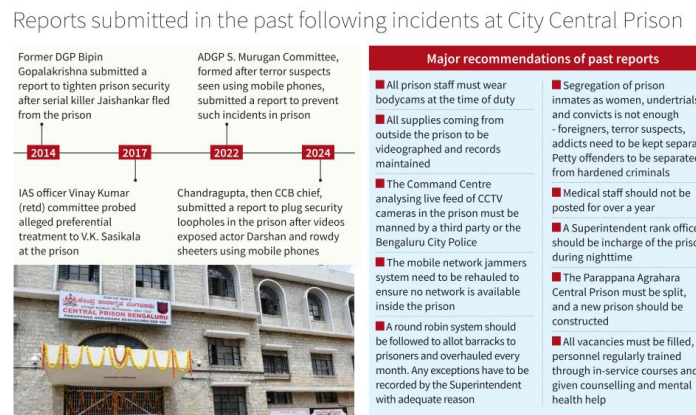 Reports submitted in the past following incidents at City Central Prison
Former DGP Bipin
Gopalakrishna submitted a
report to tighten prison security
after serial killer Jaishankar fled
from the prison
ADGP S. Murugan Committee,
formed after terror suspects
seen using mobile phones,
submitted a report to prevent
such incidents in prison
2014
2017
2022
2024
IAS officer Vinay Kumar
(retd) committee probed
alleged preferential
treatment to V.K. Sasikala
at the prison
Chandragupta, then CCB chief,
submitted a report to plug security
loopholes in the prison after videos
exposed actor Darshan and rowdy
sheeters using mobile phones
CENTRAL PRISON BENGALURU
PARAPPANA AGRAHARA BENGALURU
Major recommendations of past reports
All prison staff must wear
bodycams at the time of duty
All supplies coming from
outside the prison to be
videographed and records
maintained
The Command Centre
analysing live feed of CCTV
cameras in the prison must be
manned by a third party or the
Bengaluru City Police
The mobile network jammers
system need to be rehauled to
ensure no network is available
inside the prison
A round robin system should
be followed to allot barracks to
prisoners and overhauled every
month. Any exceptions have to be
recorded by the Superintendent
with adequate reason
Segregation of prison
inmates as women, undertrials
and convicts is not enough
- foreigners, terror suspects,
addicts need to be kept separa
Petty offenders to be separated
from hardened criminals
Medical staff should not be
posted for over a year
A Superintendent rank office
should be incharge of the priso
during nighttime
The Parappana Agrahara
Central Prison must be split,
and a new prison should be
constructed
All vacancies must be filled,
personnel regularly trained
through in-service courses and
given counselling and mental
health help